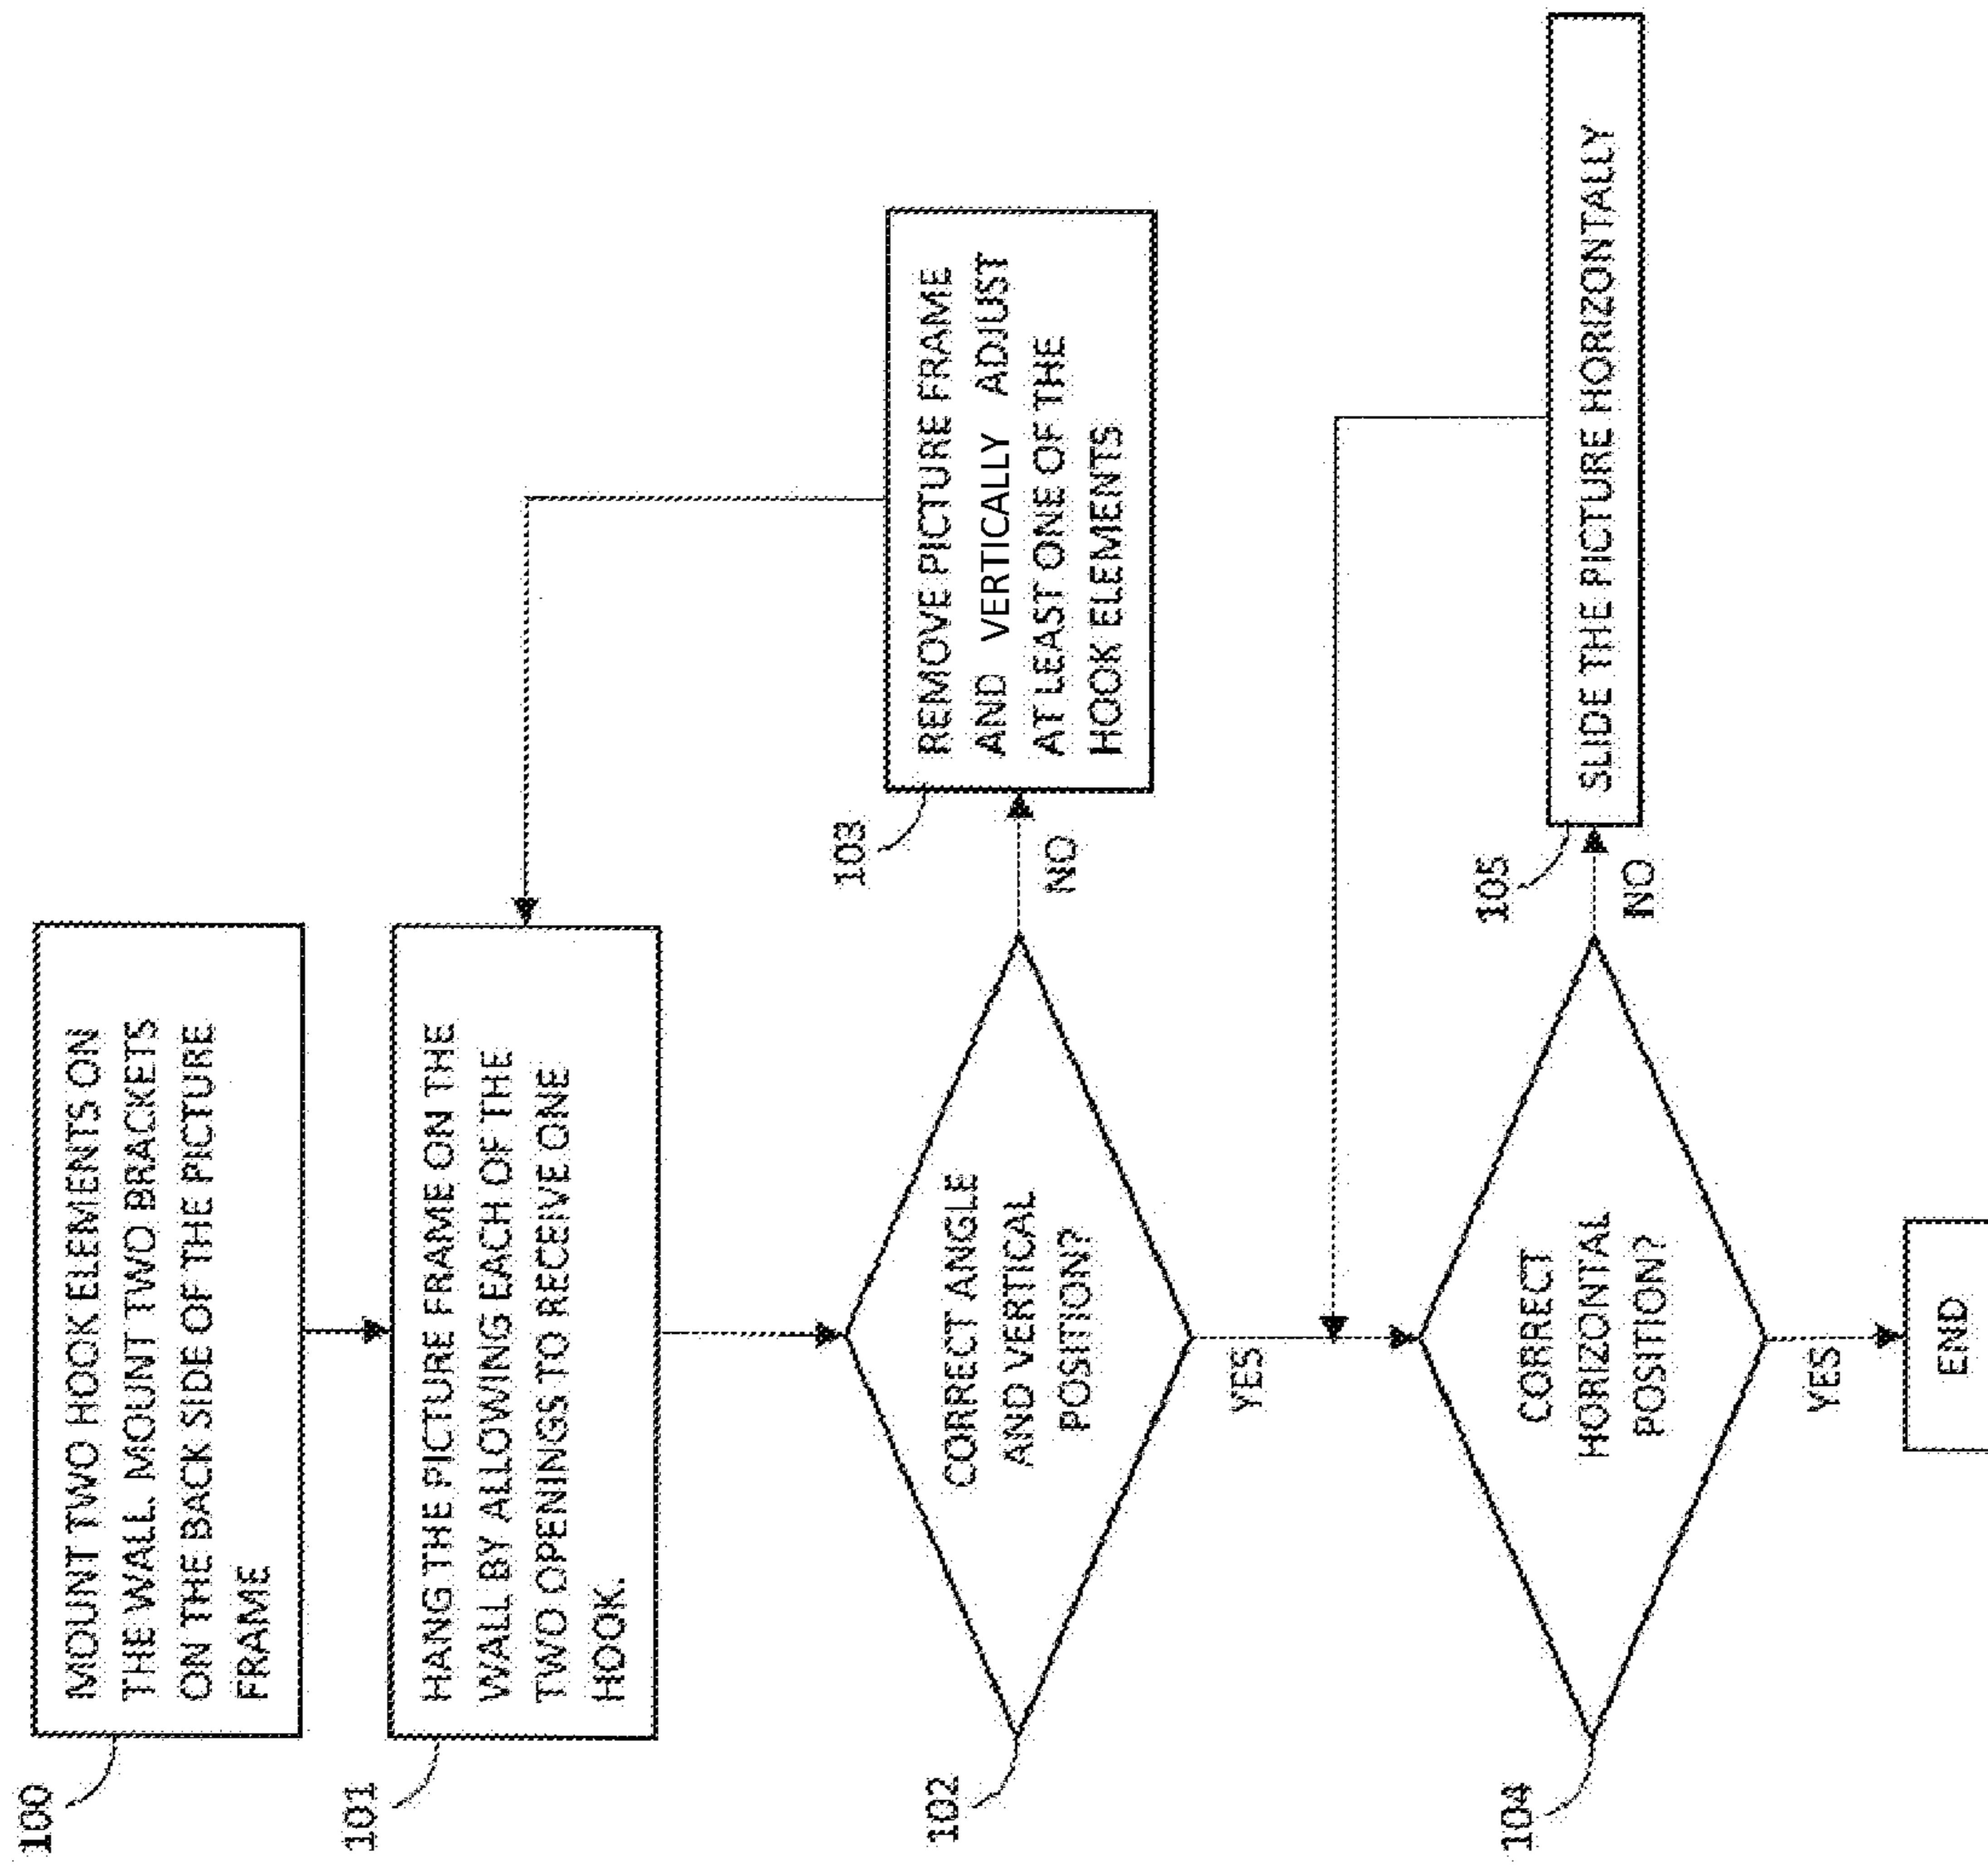 100
MOUNT TWO HOOK ELEMENTS ON
THE WALL. MOUNT TWO BRACKETS
ON THE BACK SIDE OF THE PICTURE
FRAME
101
HANG THE PICTURE FRAME ON THE
WALL BY ALLOWING EACH OF THE
TWO OPENINGS TO RECEIVE ONE
HOOK.
102
CORRECT ANGLE
AND VERTICAL
POSITION?
NO
103
REMOVE PICTURE FRAME
AND VERTICALLY ADJUST
AT LEAST ONE OF THE
HOOK ELEMENTS
YES
104
CORRECT
HORIZONTAL
POSITION?
NO
105
SLIDE THE PICTURE HORIZONTALLY
YES
END